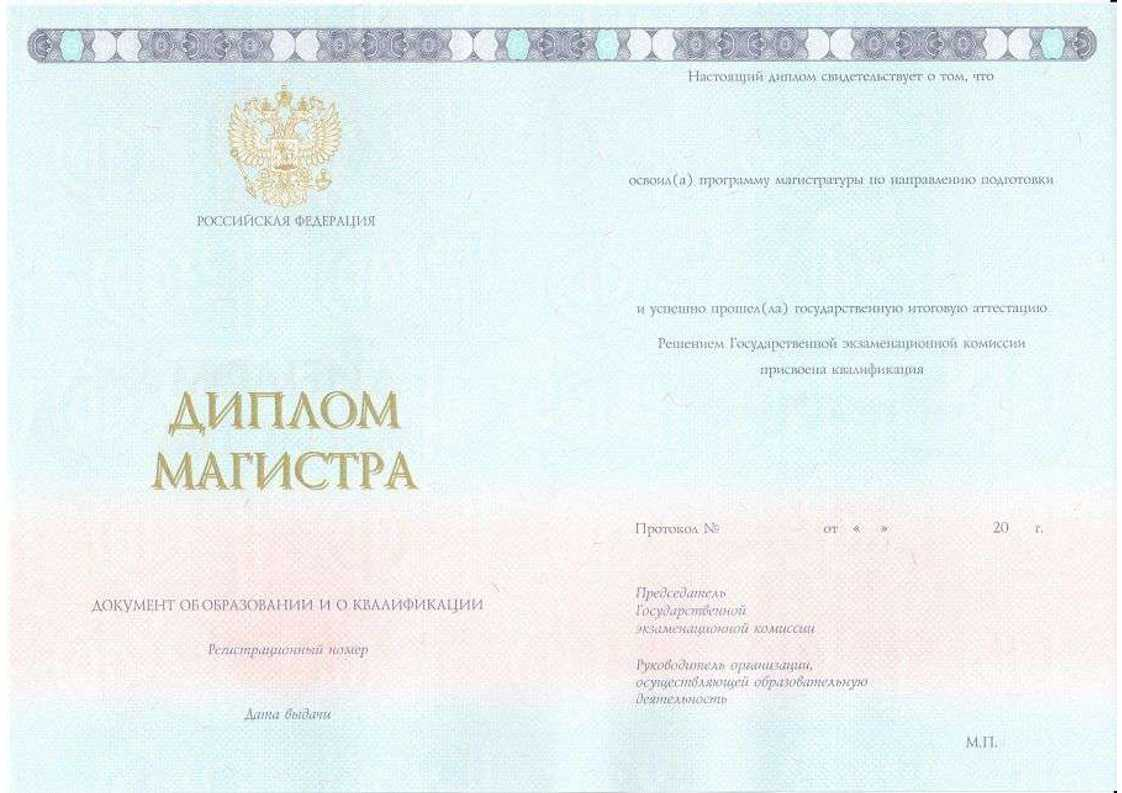 РОССИЙСКАЯ ФЕДЕРАЦИЯ
ДИПЛОМ
МАГИСТРА
ДОКУМЕНТ ОБ ОБРАЗОВАНИИ И О КВАЛИФИКАЦИИ
Регистрационный номер
Дата выдачи
Настоящий диплом свидетельствует о том, что
освоил(а) программу магистратуры по направлению подготовки
и успешно прошел(ла) государственную итоговую аттестацию
Решением Государственной экзаменационной комиссии
присвоена квалификация
Протокол № от « » 20 г.
Председатель
Государственной
экзаменационной комиссии
Руководитель организации,
осуществляющей образовательную
деятельность
М.П.